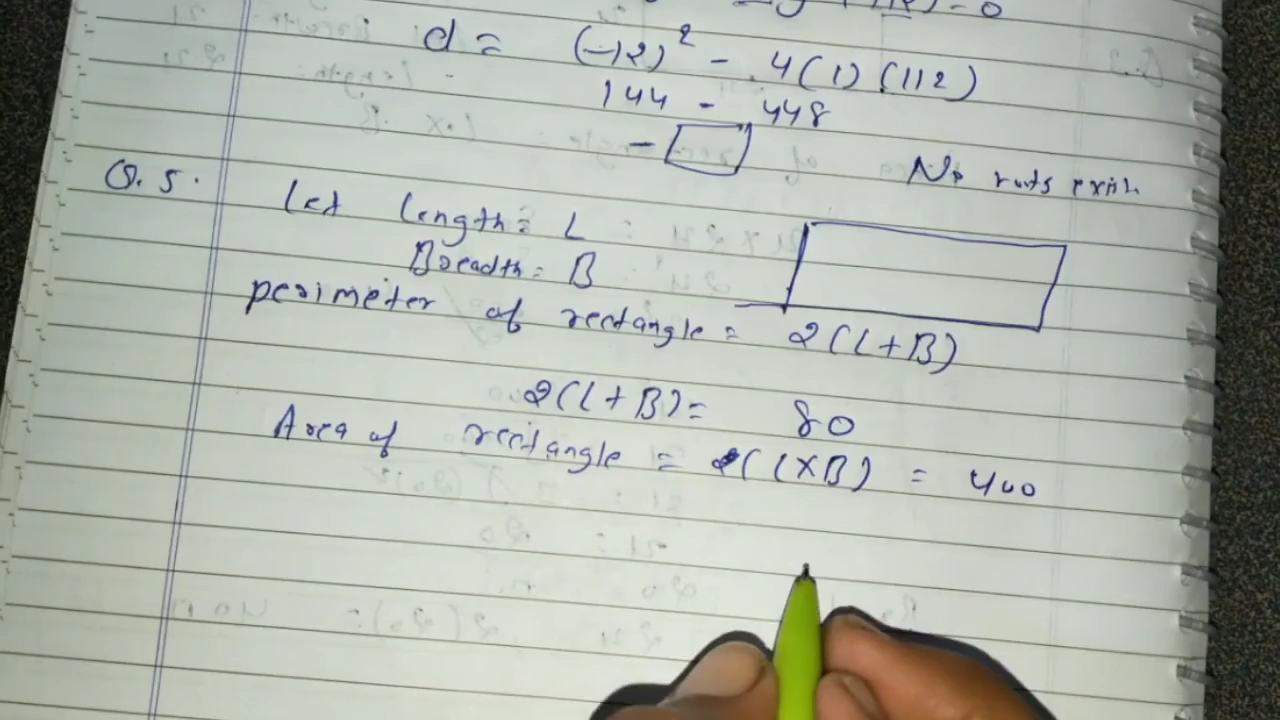 d = (-12)² - 4(1)(112)
144 - 448
-
No roots exist
Q.5.
Let length = L
Breadth = B
perimeter of rectangle = 2(L+B)
2(L+B) = 80
Area of rectangle = (L×B) = 400